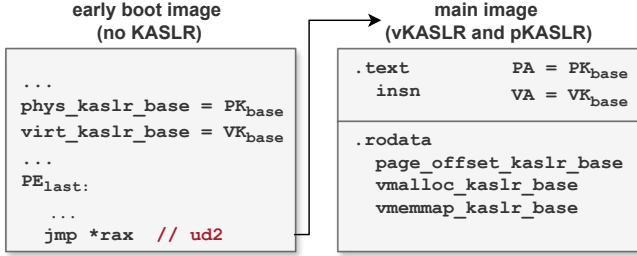 early boot image
(no KASLR)
...
phys_kaslr_base = PKbase
virt_kaslr_base = VKbase
...
PElast:
...
jmp *rax // ud2
main image
(vKASLR and pKASLR)
.text PA = PKbase
insn VA = VKbase
.rodata
page_offset_kaslr_base
vmalloc_kaslr_base
vmemmap_kaslr_base